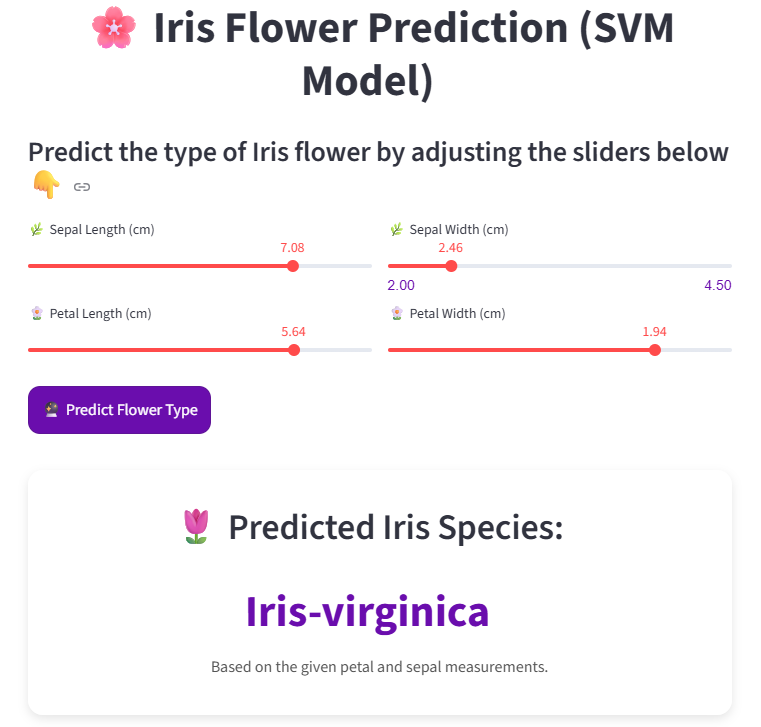 🌸 Iris Flower Prediction (SVM
Model)
Predict the type of Iris flower by adjusting the sliders below
👇
🌿 Sepal Length (cm)
7.08
🌿 Sepal Width (cm)
2.46
2.00 4.50
🌸 Petal Length (cm)
5.64
🌸 Petal Width (cm)
1.94
🔮 Predict Flower Type
🌷 Predicted Iris Species:
Iris-virginica
Based on the given petal and sepal measurements.